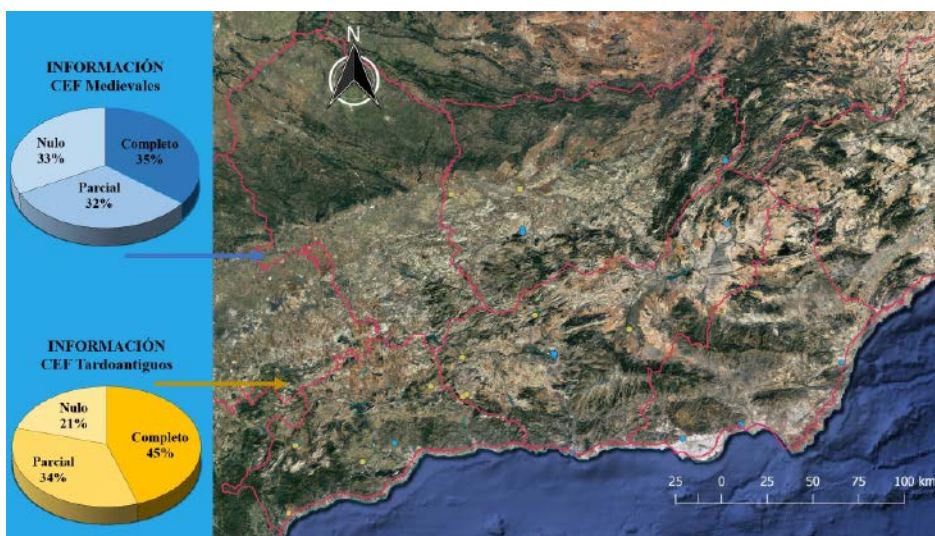 INFORMACIÓN
CEF Medievales
Nulo
33%
Completo
35%
Parcial
32%
INFORMACIÓN
CEF Tardoantiguos
Nulo
21%
Completo
45%
Parcial
34%
N
25 0 25 50 75 100 km